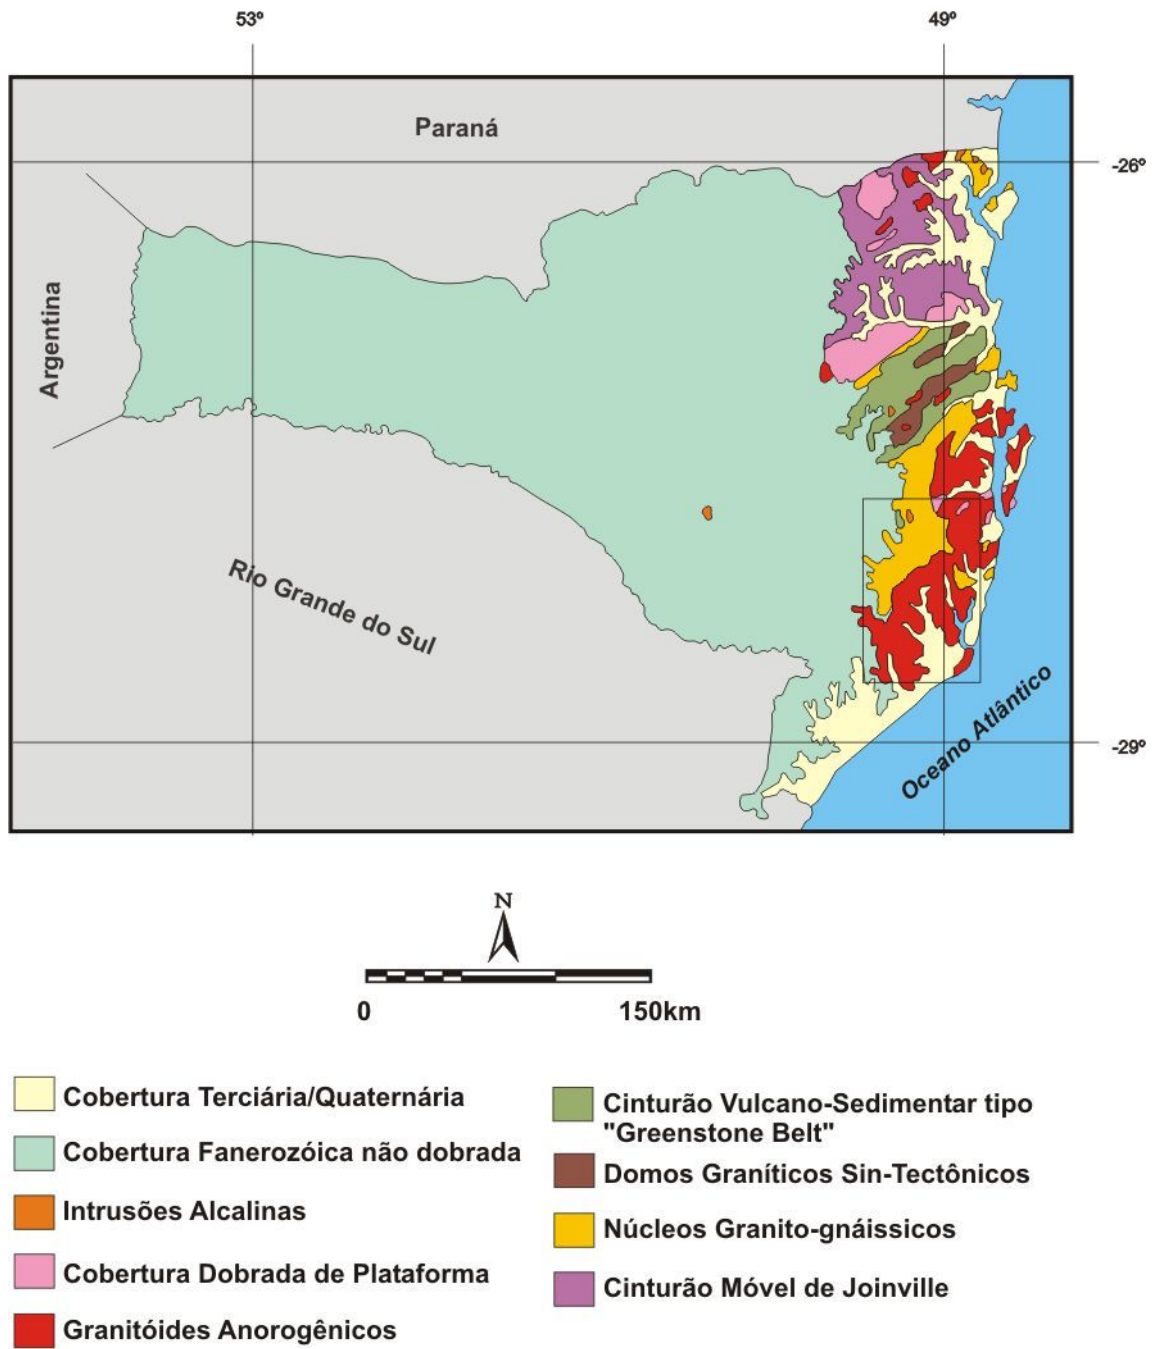 53º
49º
Paraná
-26º
Argentina
Rio Grande do Sul
Oceano Atlântico
-29º
N
0
150km
Cobertura Terciária/Quaternária
Cobertura Fanerozóica não dobrada
Intrusões Alcalinas
Cobertura Dobrada de Plataforma
Granitóides Anorogênicos
Cinturão Vulcano-Sedimentar tipo
"Greenstone Belt"
Domos Graníticos Sin-Tectônicos
Núcleos Granito-gnáissicos
Cinturão Móvel de Joinville